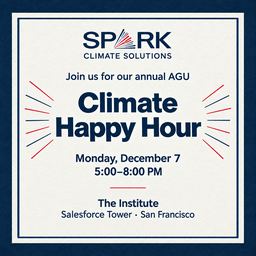 SPARK
CLIMATE SOLUTIONS
Join us for our annual AGU
Climate
Happy Hour
Monday, December 7
5:00–8:00 PM
The Institute
Salesforce Tower · San Francisco